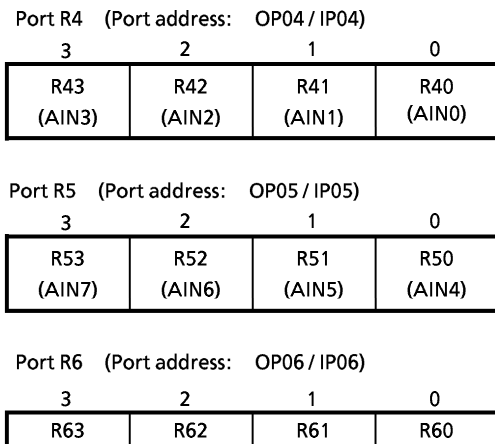 Port R4 (Port address: OP04 / IP04)
3 2 1 0
R43 R42 R41 R40
(AIN3) (AIN2) (AIN1) (AIN0)
Port R5 (Port address: OP05 / IP05)
3 2 1 0
R53 R52 R51 R50
(AIN7) (AIN6) (AIN5) (AIN4)
Port R6 (Port address: OP06 / IP06)
3 2 1 0
R63 R62 R61 R60